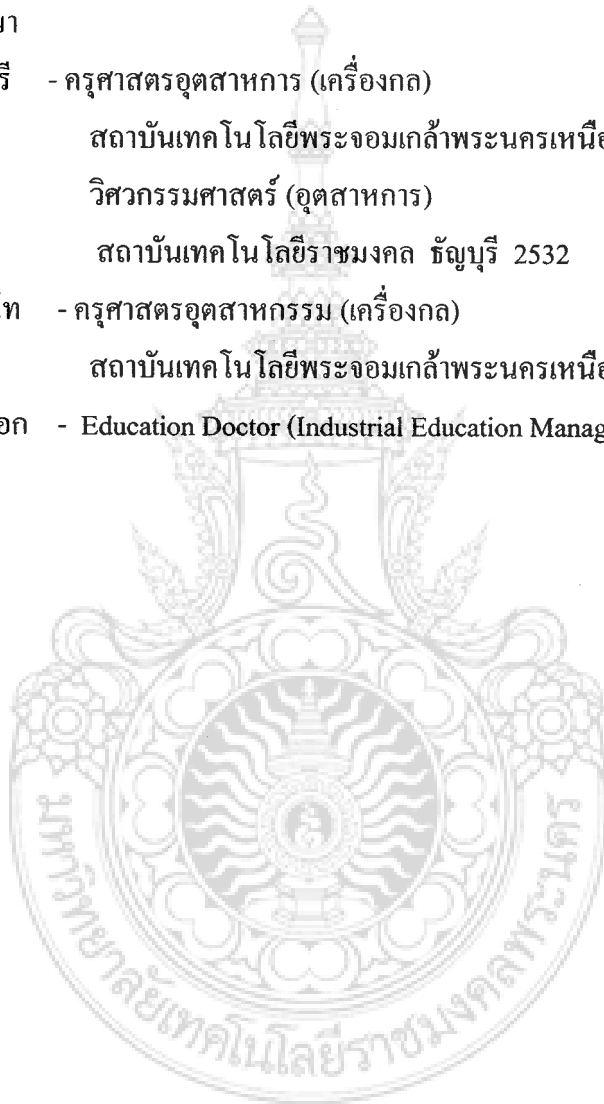 รี - ครุศาสตรอุตสาหการ (เครื่องกล)
สถาบันเทคโนโลยีพระจอมเกล้าพระนครเหนือ
วิศวกรรมศาสตร์ (อุตสาหการ)
สถาบันเทคโนโลยีราชมงคล ธัญบุรี 2532
โท - ครุศาสตรอุตสาหกรรม (เครื่องกล)
สถาบันเทคโนโลยีพระจอมเกล้าพระนครเหนือ
อก - Education Doctor (Industrial Education Manag
มหาวิทยาลัยเทคโนโลยีราชมงคลพระนคร